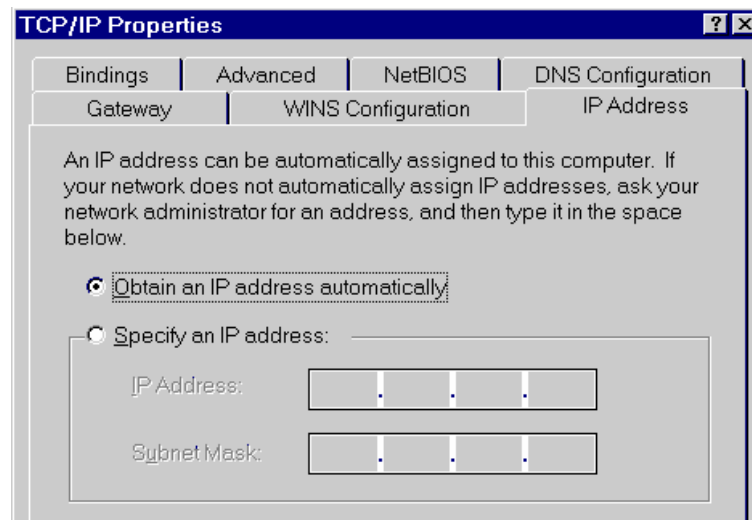 TCP/IP Properties
Bindings Advanced NetBIOS DNS Configuration
Gateway WINS Configuration IP Address
An IP address can be automatically assigned to this computer. If
your network does not automatically assign IP addresses, ask your
network administrator for an address, and then type it in the space
below.
Obtain an IP address automatically
Specify an IP address:
IP Address:
Subnet Mask: